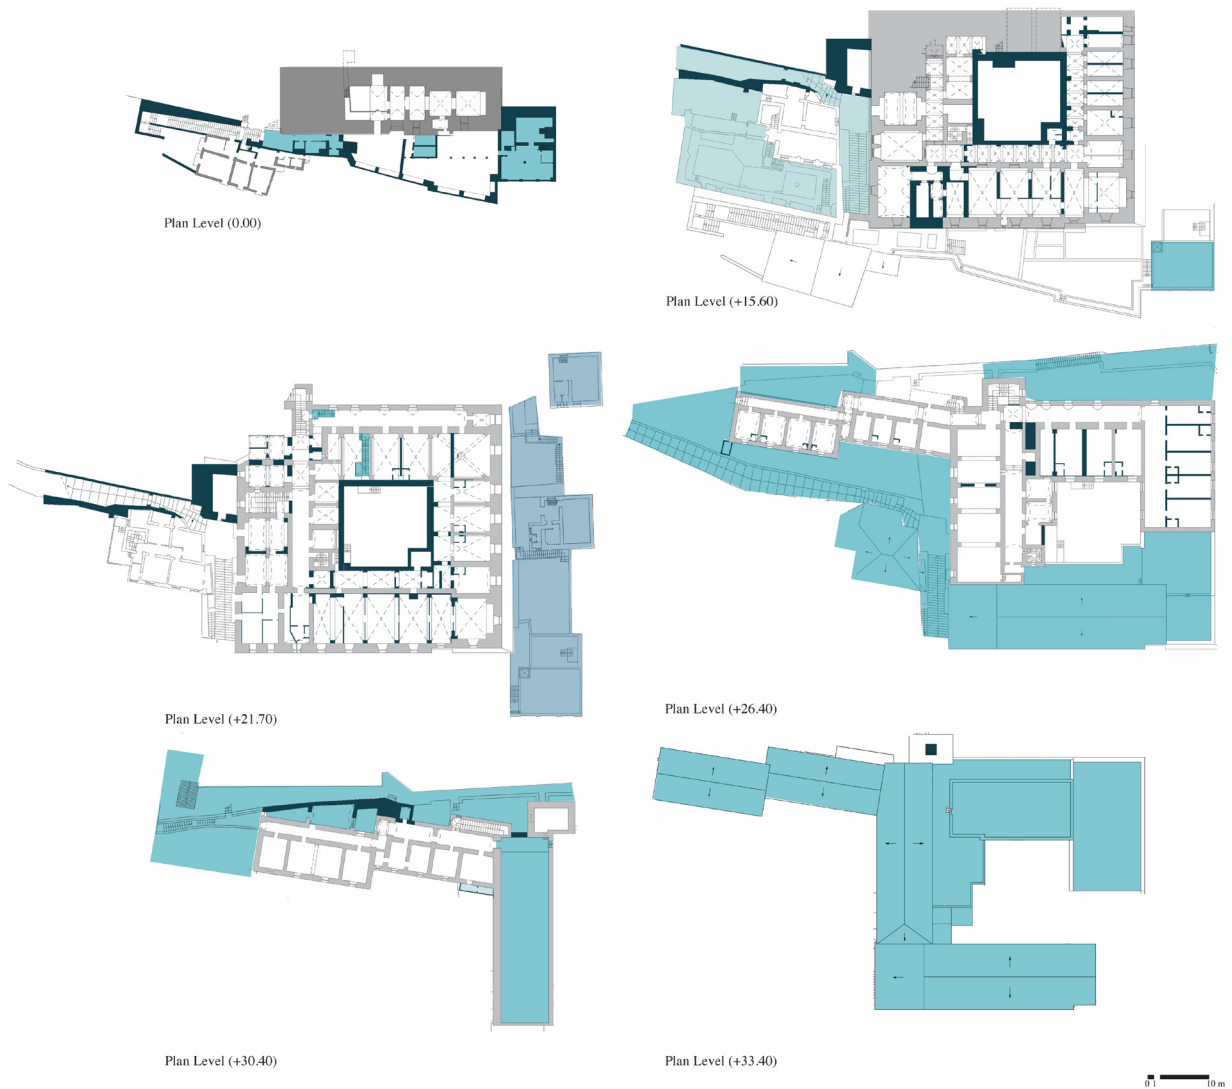 Plan Level (0.00)
Plan Level (+15.60)
Plan Level (+21.70)
Plan Level (+26.40)
Plan Level (+30.40)
Plan Level (+33.40)
0 1 10 m